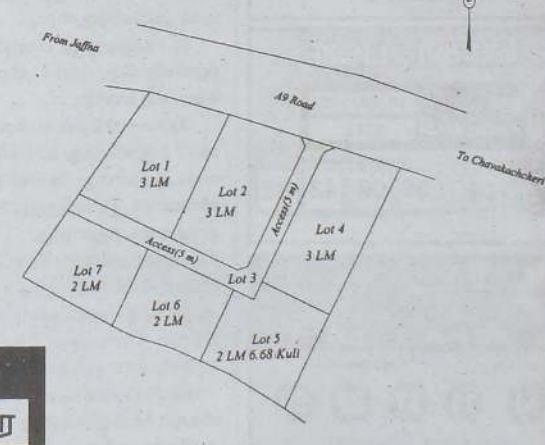 From Jaffna
A9 Road
To Chavakachcheri
Lot 1
3 LM
Lot 2
3 LM
Access(5 m)
Lot 4
3 LM
Access(5 m)
Lot 3
Lot 7
2 LM
Lot 6
2 LM
Lot 5
2 LM 6.68 Kuli